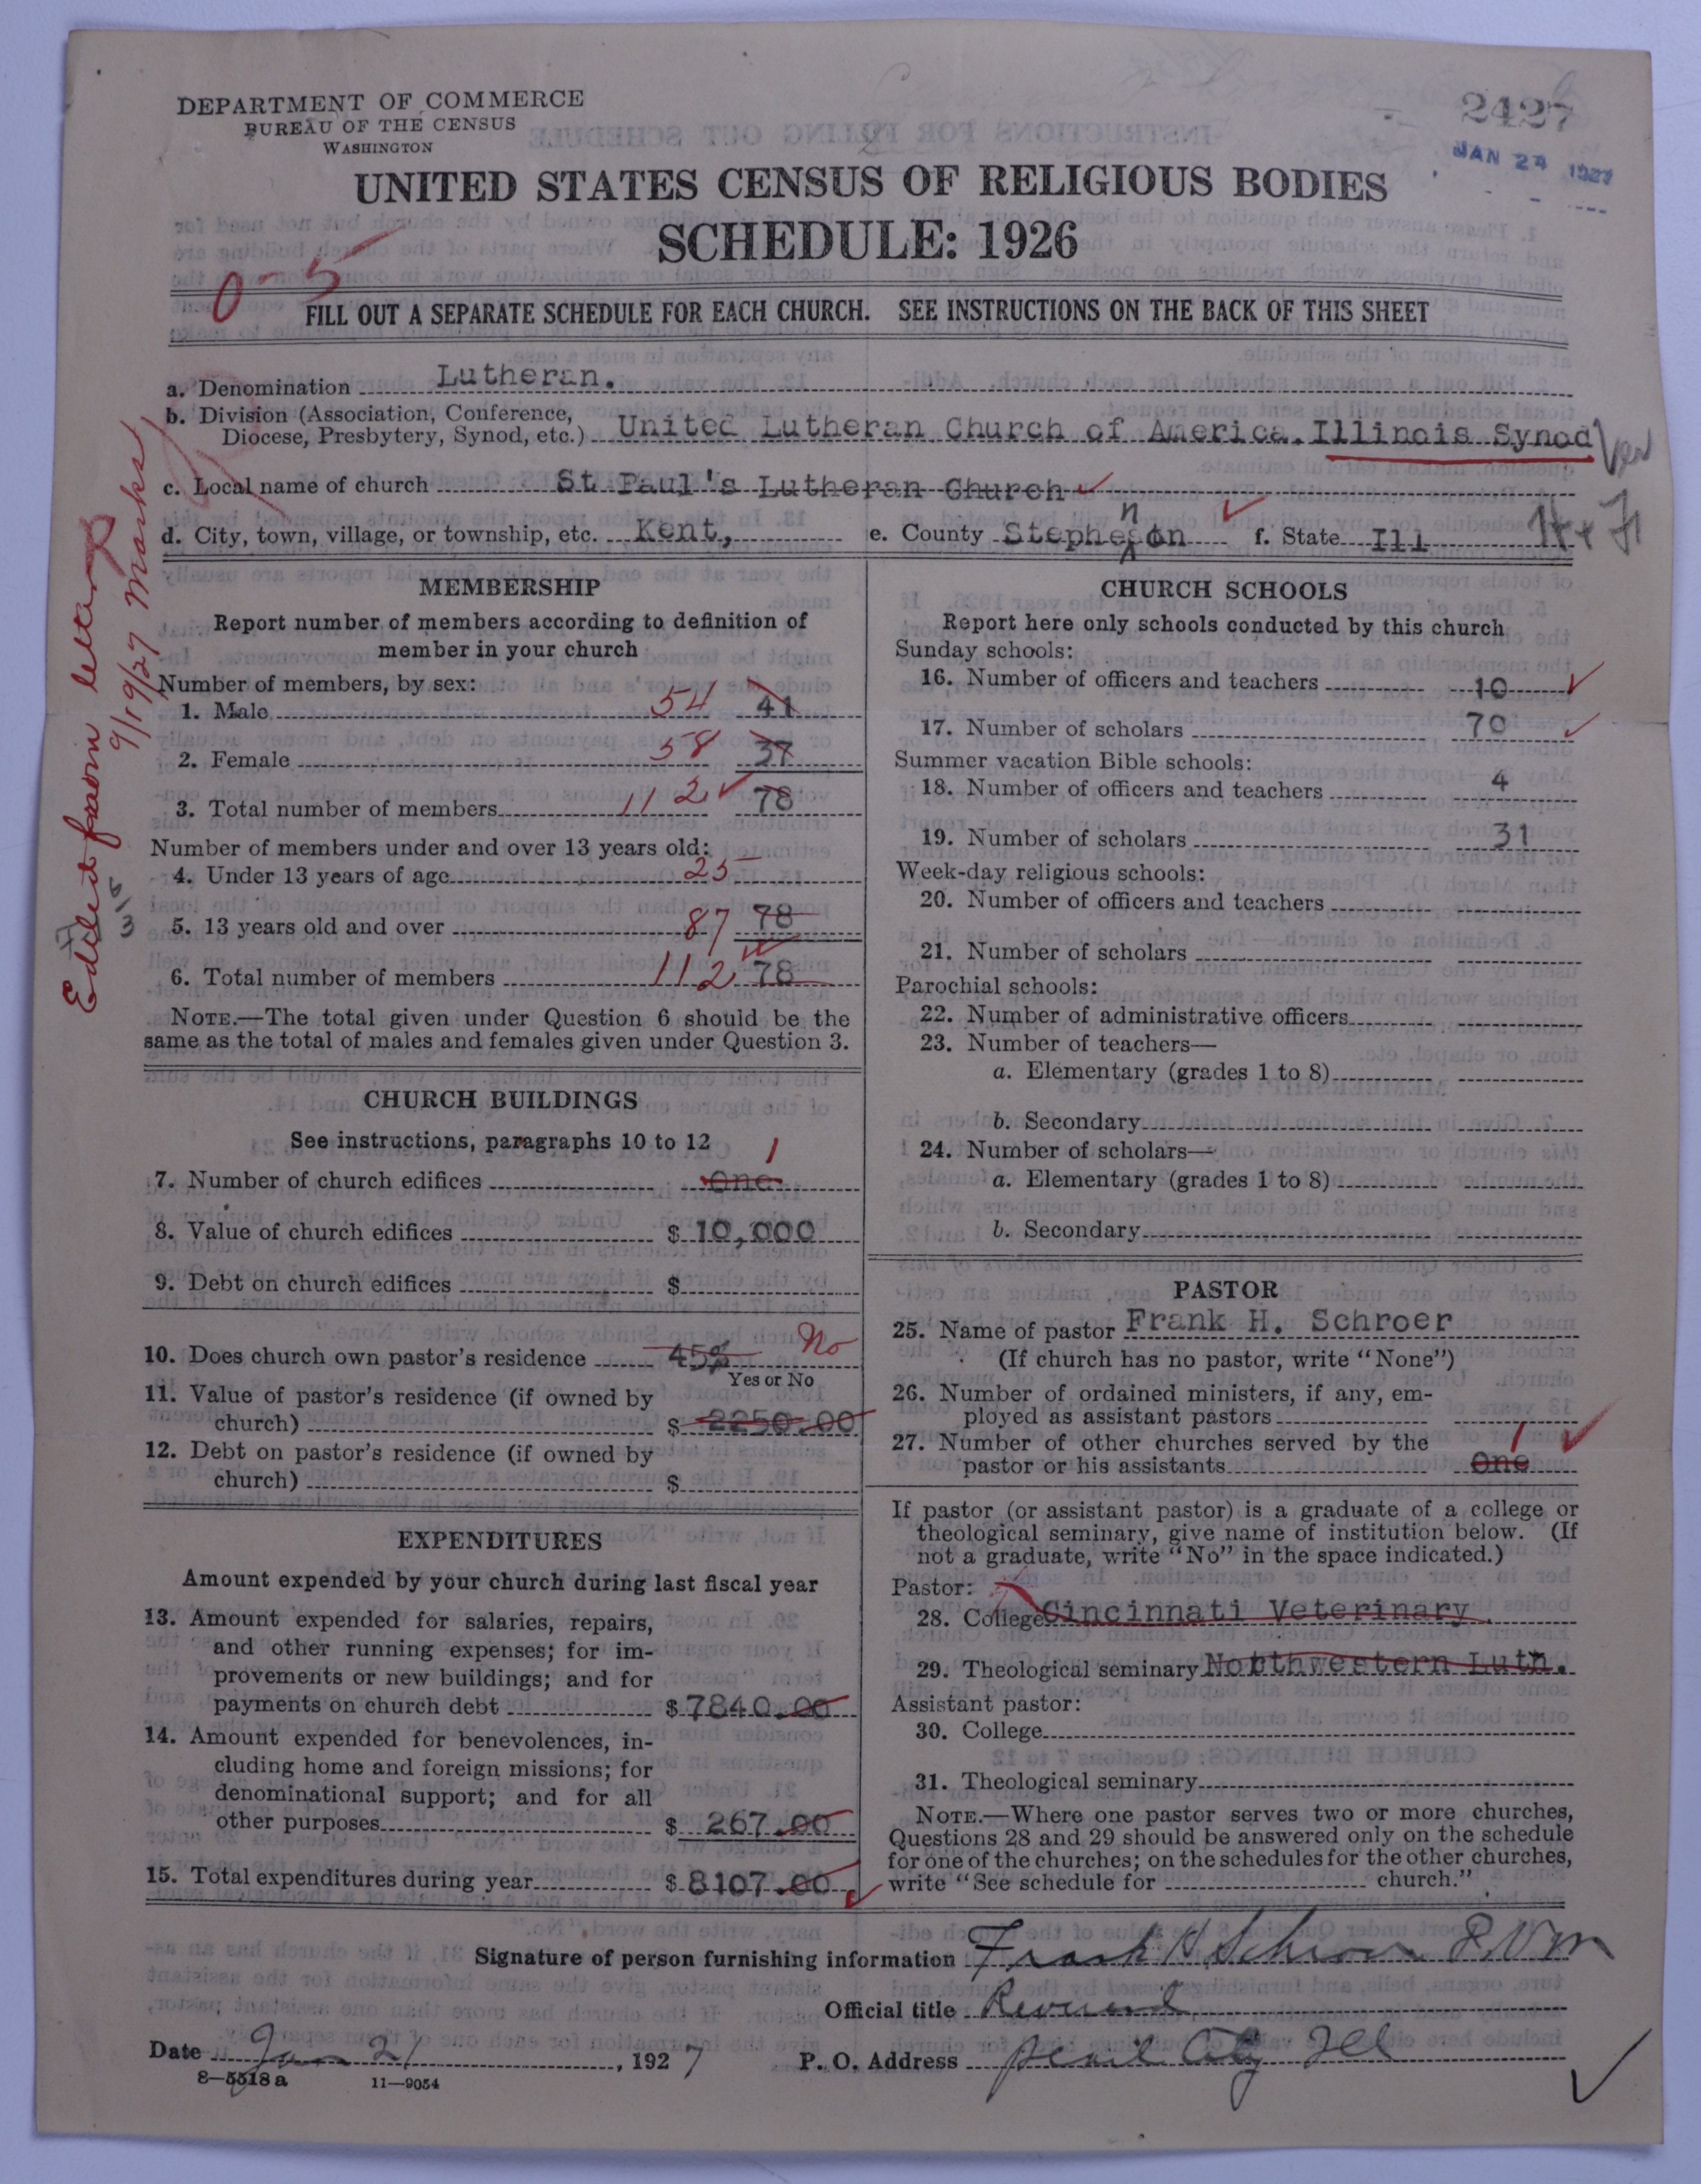 DEPARTMENT OF COMMERCE
BUREAU OF THE CENSUS
WASHINGTON
2427
JAN 24 1927
UNITED STATES CENSUS OF RELIGIOUS BODIES
SCHEDULE: 1926
0-5
FILL OUT A SEPARATE SCHEDULE FOR EACH CHURCH. SEE INSTRUCTIONS ON THE BACK OF THIS SHEET
a. Denomination Lutheran.
b. Division (Association, Conference,
Diocese, Presbytery, Synod, etc.) United Lutheran Church of America. Illinois Synod
c. Local name of church St Paul's Lutheran Church
d. City, town, village, or township, etc. Kent, e. County Stephenson f. State Ill
Edited from letter
9/19/27 Marks
MEMBERSHIP
Report number of members according to definition of
member in your church
Number of members, by sex:
1. Male 54 41
2. Female 58 37
3. Total number of members 112 78
Number of members under and over 13 years old:
4. Under 13 years of age 25
5. 13 years old and over 87 78
6. Total number of members 112 78
NOTE.—The total given under Question 6 should be the
same as the total of males and females given under Question 3.
CHURCH BUILDINGS
See instructions, paragraphs 10 to 12
7. Number of church edifices One 1
8. Value of church edifices $ 10,000
9. Debt on church edifices $
10. Does church own pastor's residence 45% No
Yes or No
11. Value of pastor's residence (if owned by
church) $ 2250.00
12. Debt on pastor's residence (if owned by
church) $
EXPENDITURES
Amount expended by your church during last fiscal year
13. Amount expended for salaries, repairs,
and other running expenses; for im-
provements or new buildings; and for
payments on church debt $ 7840.00
14. Amount expended for benevolences, in-
cluding home and foreign missions; for
denominational support; and for all
other purposes $ 267.00
15. Total expenditures during year $ 8107.00
CHURCH SCHOOLS
Report here only schools conducted by this church
Sunday schools:
16. Number of officers and teachers 10
17. Number of scholars 70
Summer vacation Bible schools:
18. Number of officers and teachers 4
19. Number of scholars 31
Week-day religious schools:
20. Number of officers and teachers
21. Number of scholars
Parochial schools:
22. Number of administrative officers
23. Number of teachers—
a. Elementary (grades 1 to 8)
b. Secondary
24. Number of scholars—
a. Elementary (grades 1 to 8)
b. Secondary
PASTOR
25. Name of pastor Frank H. Schroer
(If church has no pastor, write "None")
26. Number of ordained ministers, if any, em-
ployed as assistant pastors
27. Number of other churches served by the
pastor or his assistants One 1
If pastor (or assistant pastor) is a graduate of a college or
theological seminary, give name of institution below. (If
not a graduate, write "No" in the space indicated.)
Pastor:
28. College Cincinnati Veterinary
29. Theological seminary Northwestern Luth.
Assistant pastor:
30. College
31. Theological seminary
NOTE.—Where one pastor serves two or more churches,
Questions 28 and 29 should be answered only on the schedule
for one of the churches; on the schedules for the other churches,
write "See schedule for church."
Signature of person furnishing information Frank H Schroer
Official title Reverend
Date Jan 21, 1927 P. O. Address Pearl City Ill
8—5518a 11—9054